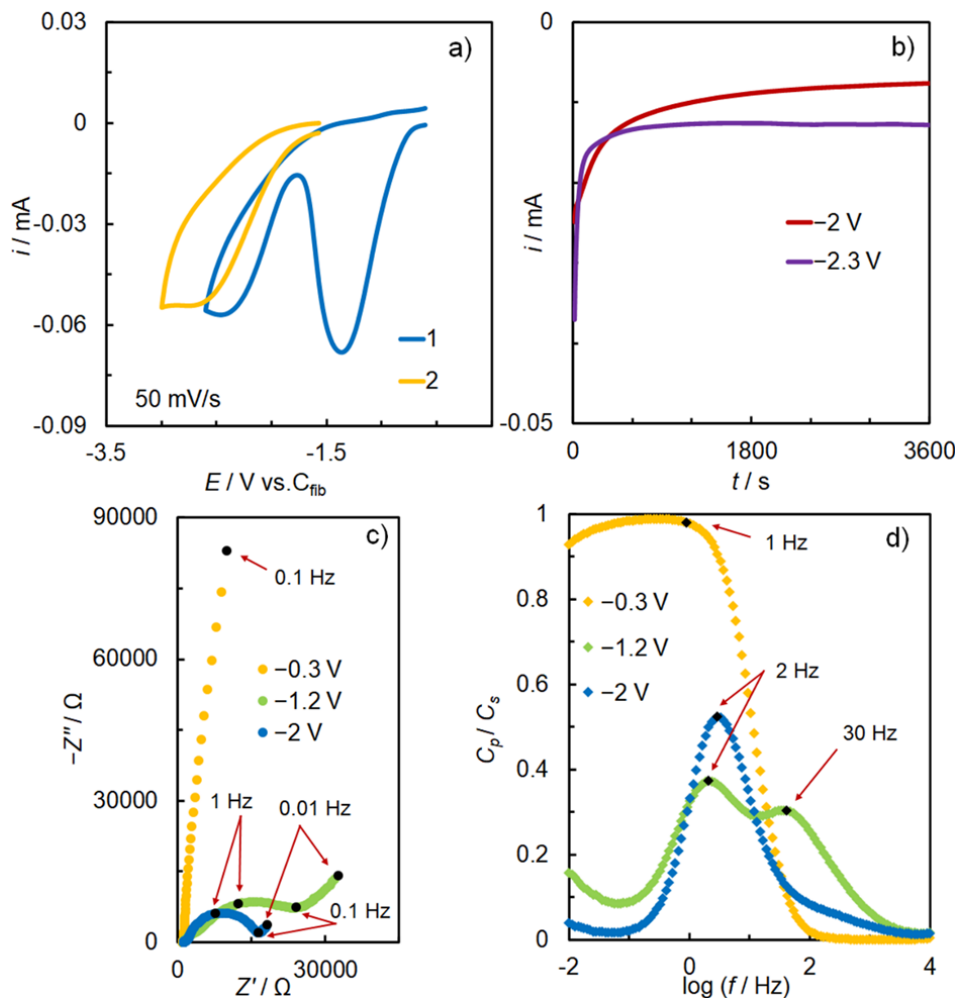 a)
0.03
0
-0.03
-0.06
-0.09
i / mA
1
2
50 mV/s
-3.5
-1.5
E / V vs.Cfib
b)
0
-0.05
i / mA
−2 V
−2.3 V
0
1800
3600
t / s
c)
90000
60000
30000
0
−Z″/ Ω
0.1 Hz
−0.3 V
−1.2 V
−2 V
1 Hz
0.01 Hz
0.1 Hz
0
30000
Z′/ Ω
d)
1
0.8
0.6
0.4
0.2
0
Cp/ Cs
1 Hz
−0.3 V
−1.2 V
−2 V
2 Hz
30 Hz
-2
0
2
4
log (f / Hz)